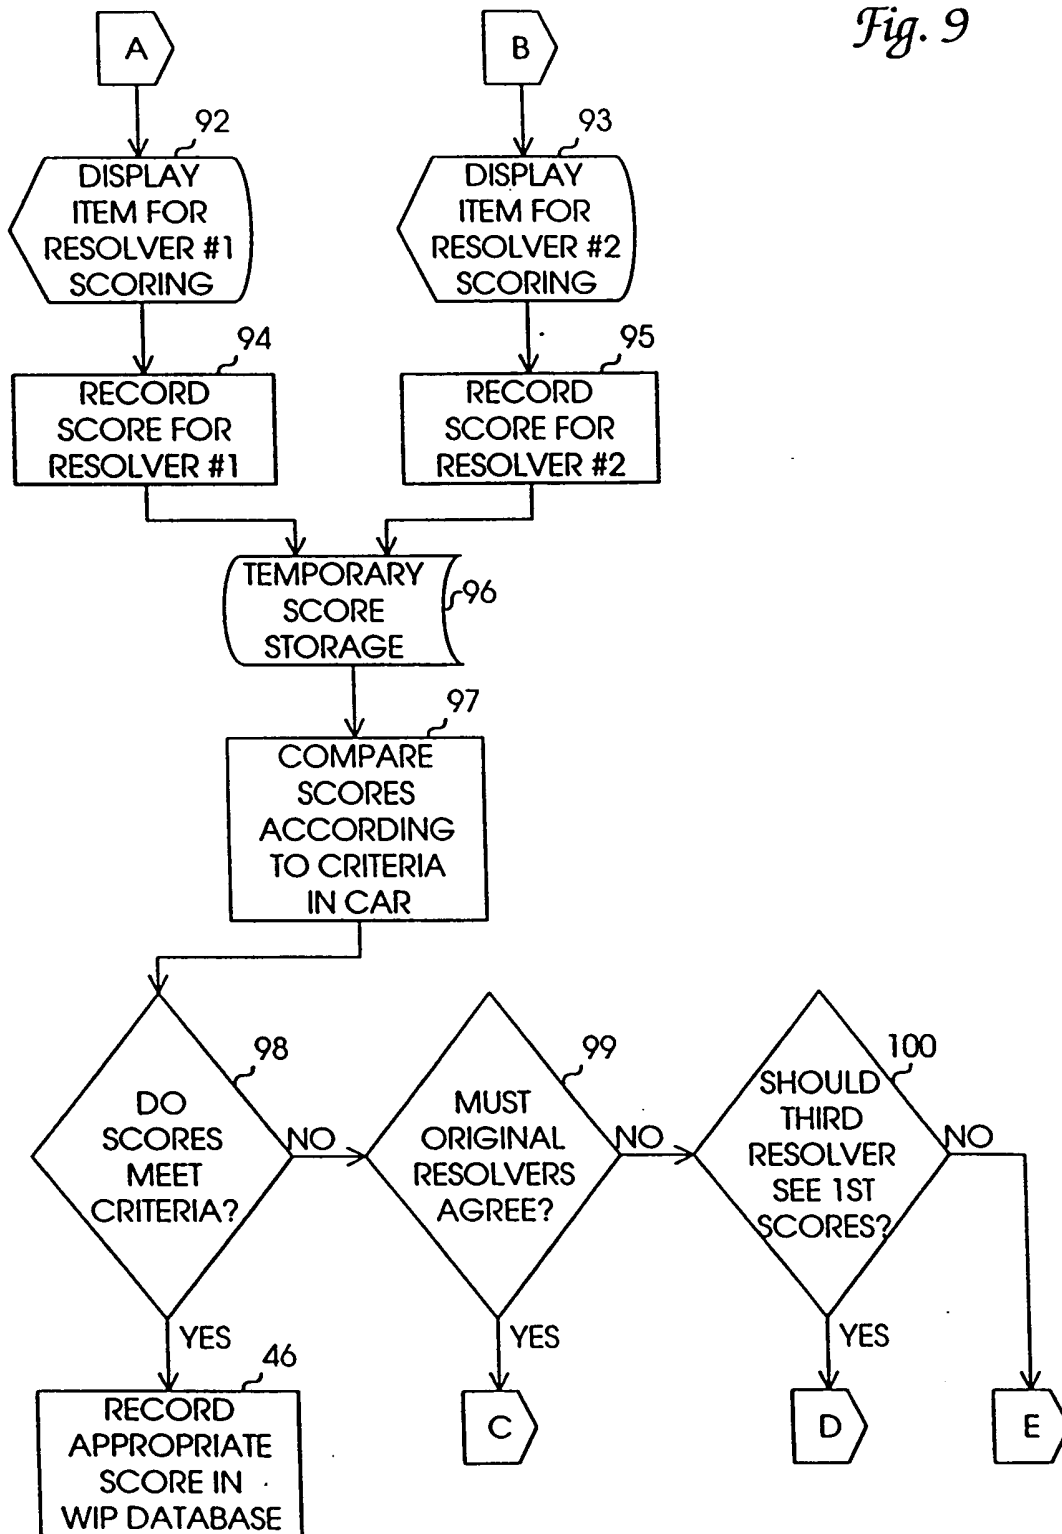 Fig. 9
A
B
92
93
DISPLAY
ITEM FOR
RESOLVER #1
SCORING
DISPLAY
ITEM FOR
RESOLVER #2
SCORING
94
95
RECORD
SCORE FOR
RESOLVER #1
RECORD
SCORE FOR
RESOLVER #2
TEMPORARY
SCORE
STORAGE
96
97
COMPARE
SCORES
ACCORDING
TO CRITERIA
IN CAR
98
DO
SCORES
MEET
CRITERIA?
NO
99
MUST
ORIGINAL
RESOLVERS
AGREE?
NO
100
SHOULD
THIRD
RESOLVER
SEE 1ST
SCORES?
NO
YES
YES
YES
46
RECORD
APPROPRIATE
SCORE IN
WIP DATABASE
C
D
E